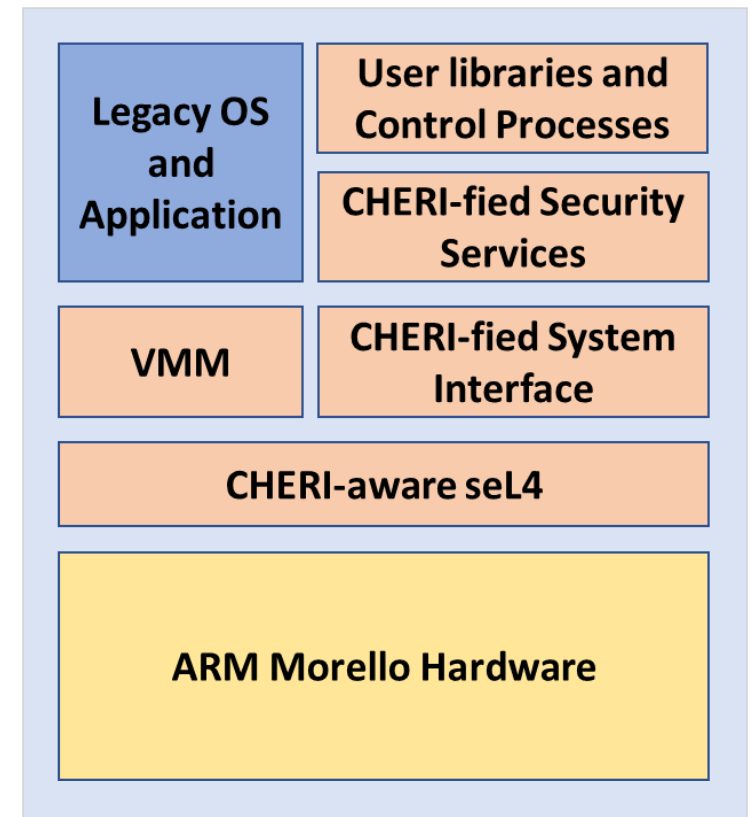 Legacy OS
and
Application
User libraries and
Control Processes
CHERI-fied Security
Services
VMM
CHERI-fied System
Interface
CHERI-aware seL4
ARM Morello Hardware